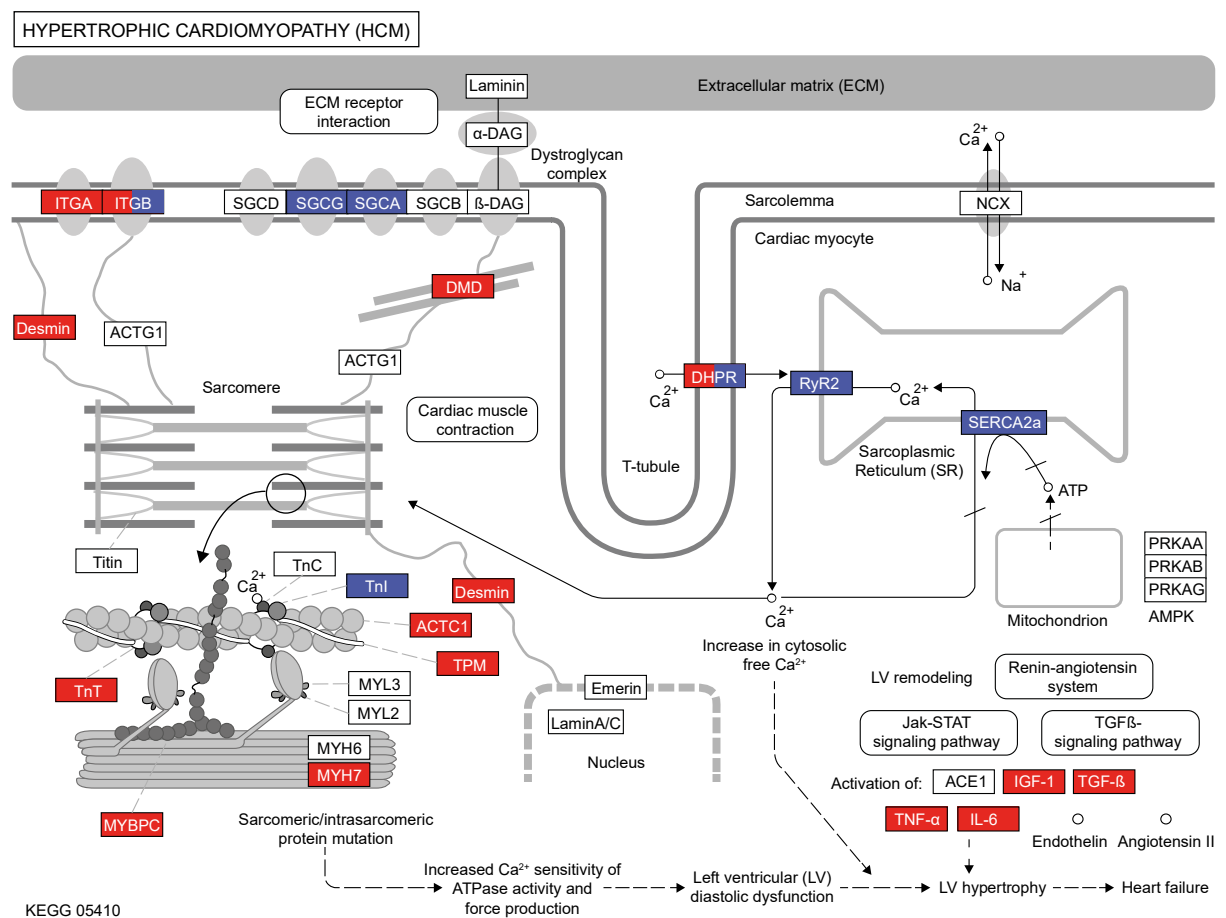 HYPERTROPHIC CARDIOMYOPATHY (HCM)
Laminin
Extracellular matrix (ECM)
ECM receptor
interaction
α-DAG
Dystroglycan
complex
Ca2+
ITGA
ITGB
SGCD
SGCG
SGCA
SGCB
ß-DAG
Sarcolemma
NCX
Cardiac myocyte
DMD
Na+
Desmin
ACTG1
ACTG1
Sarcomere
Ca2+
DHPR
RyR2
Ca2+
Cardiac muscle
contraction
SERCA2a
T-tubule
Sarcoplasmic
Reticulum (SR)
ATP
Titin
TnC
Ca2+
TnI
Desmin
PRKAA
PRKAB
PRKAG
AMPK
Mitochondrion
Ca2+
ACTC1
TPM
Increase in cytosolic
free Ca2+
TnT
MYL3
MYL2
Emerin
LaminA/C
Nucleus
LV remodeling
Renin-angiotensin
system
Jak-STAT
signaling pathway
TGFß-
signaling pathway
MYH6
MYH7
Activation of:
ACE1
IGF-1
TGF-ß
MYBPC
TNF-α
IL-6
Endothelin
Angiotensin II
Sarcomeric/intrasarcomeric
protein mutation
Increased Ca2+ sensitivity of
ATPase activity and
force production
Left ventricular (LV)
diastolic dysfunction
LV hypertrophy
Heart failure
KEGG 05410